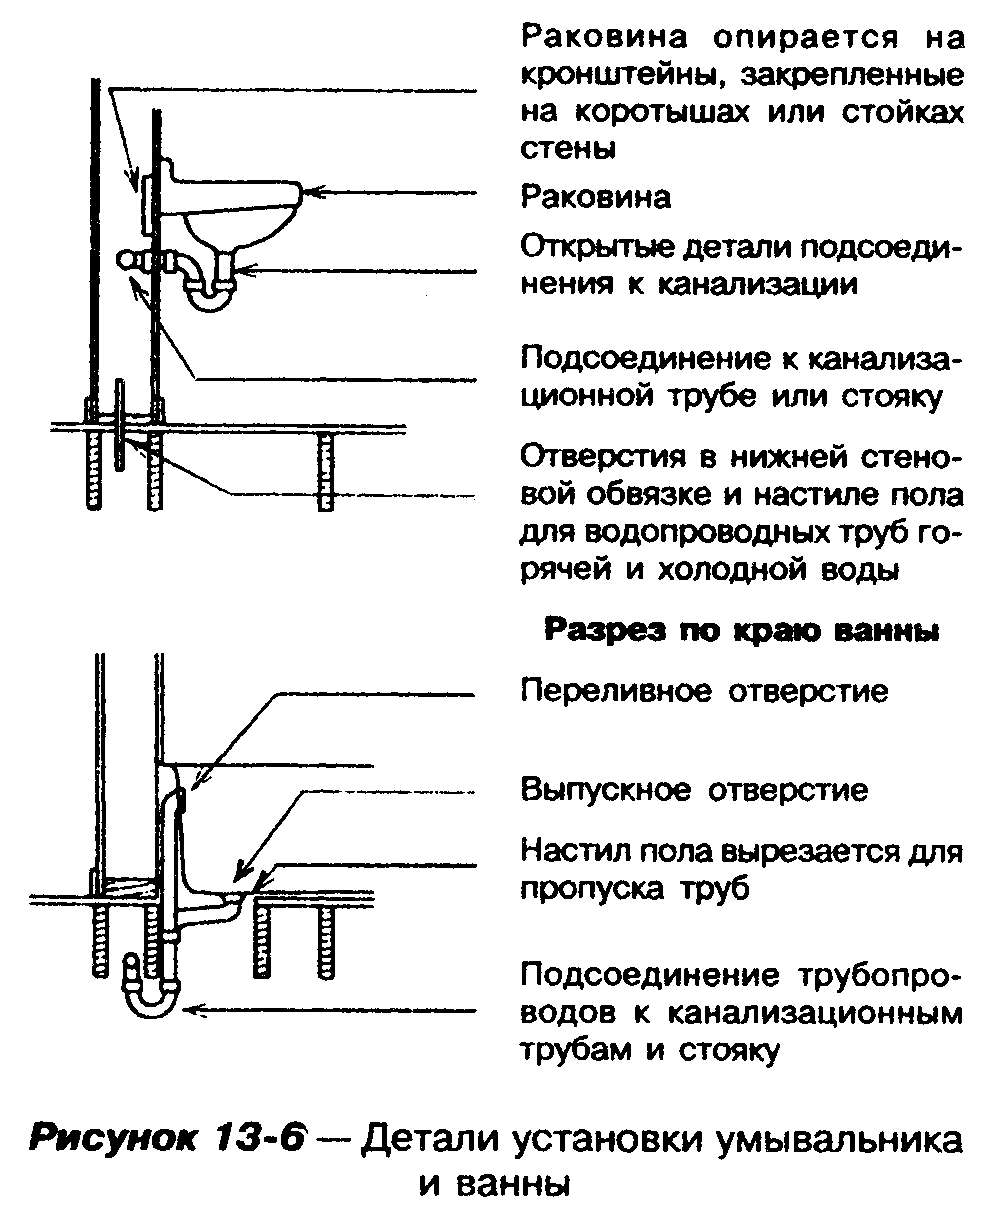 Раковина опирается на
кронштейны, закрепленные
на коротышах или стойках
стены
Раковина
Открытые детали подсоеди-
нения к канализации
Подсоединение к канализа-
ционной трубе или стояку
Отверстия в нижней стено-
вой обвязке и настиле пола
для водопроводных труб го-
рячей и холодной воды
Разрез по краю ванны
Переливное отверстие
Выпускное отверстие
Настил пола вырезается для
пропуска труб
Подсоединение трубопро-
водов к канализационным
трубам и стояку
Рисунок 13-6 — Детали установки умывальника
и ванны